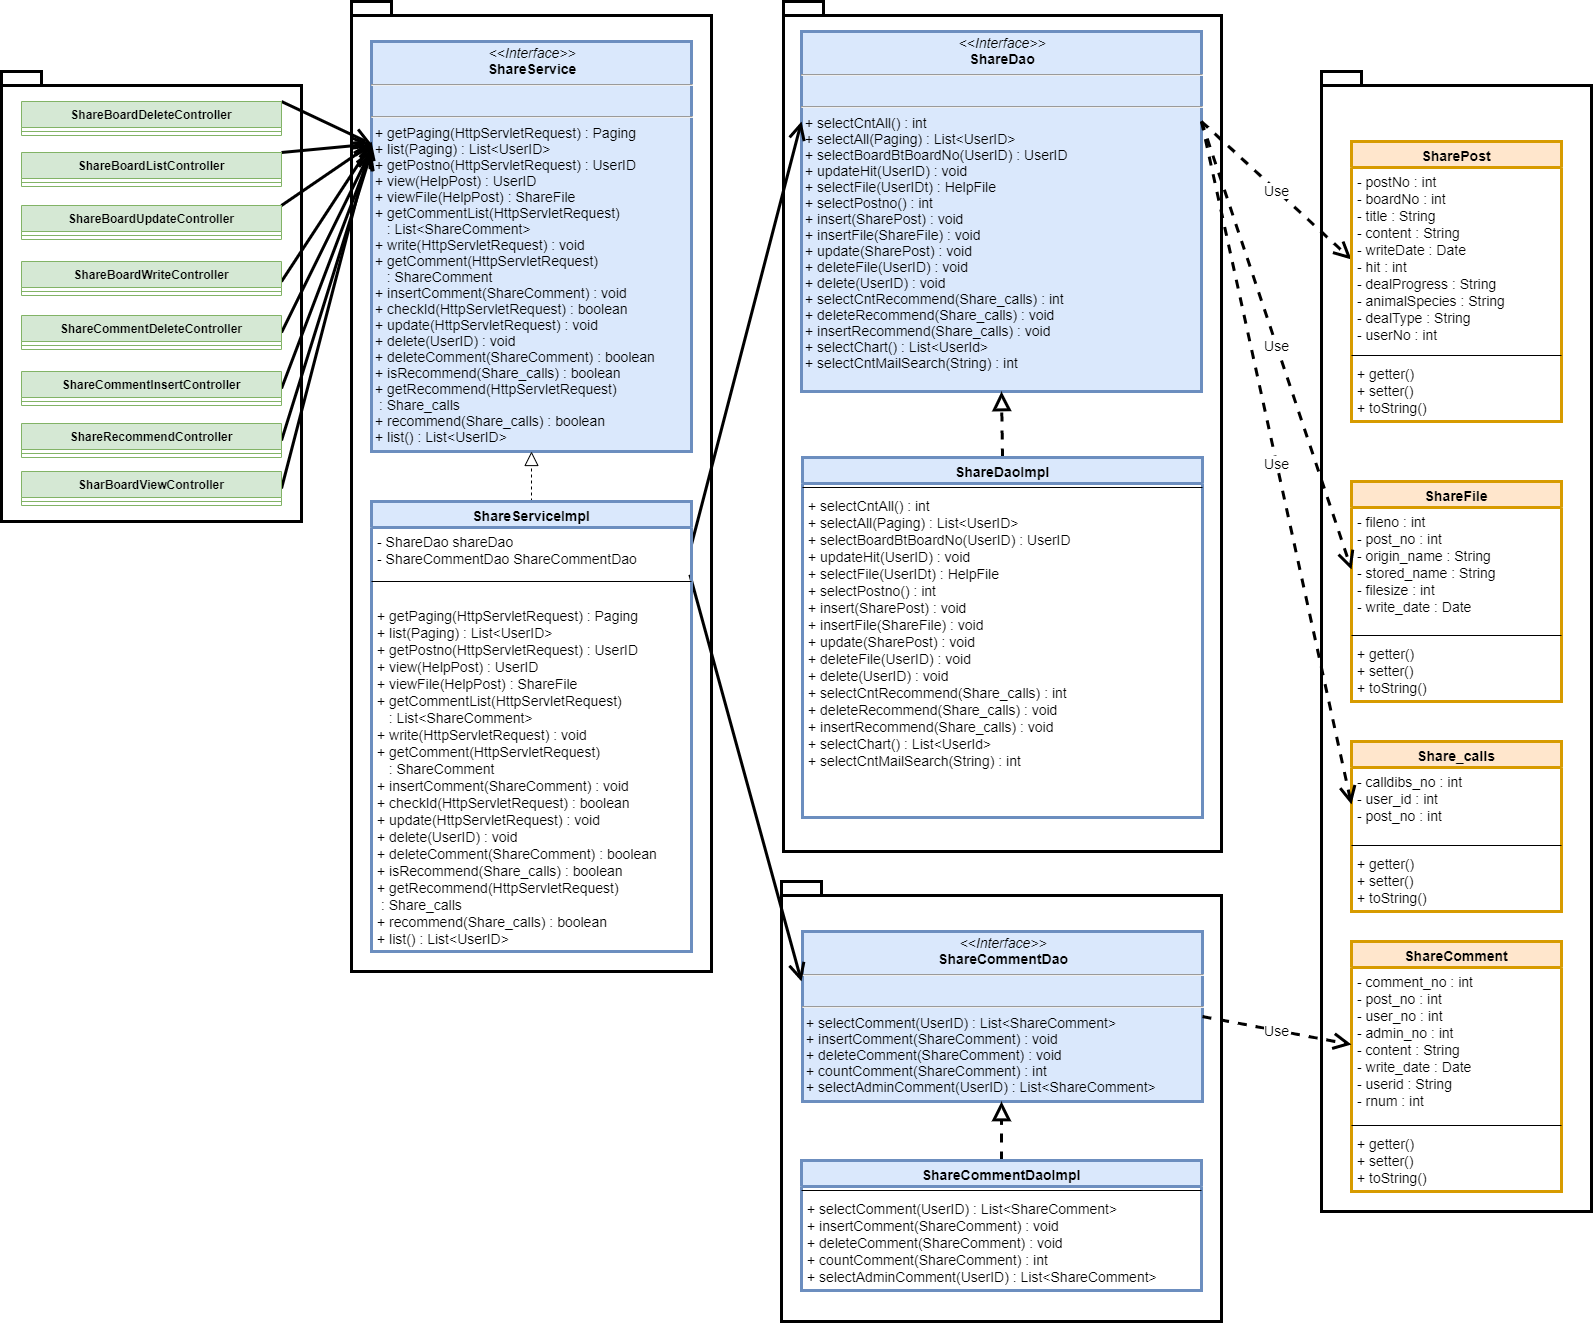 ShareBoardDeleteController
ShareBoardListController
ShareBoardUpdateController
ShareBoardWriteController
ShareCommentDeleteController
ShareCommentInsertController
ShareRecommendController
SharBoardViewController
<<Interface>>
ShareService
+ getPaging(HttpServletRequest) : Paging
+ list(Paging) : List<UserID>
+ getPostno(HttpServletRequest) : UserID
+ view(HelpPost) : UserID
+ viewFile(HelpPost) : ShareFile
+ getCommentList(HttpServletRequest)
: List<ShareComment>
+ write(HttpServletRequest) : void
+ getComment(HttpServletRequest)
: ShareComment
+ insertComment(ShareComment) : void
+ checkId(HttpServletRequest) : boolean
+ update(HttpServletRequest) : void
+ delete(UserID) : void
+ deleteComment(ShareComment) : boolean
+ isRecommend(Share_calls) : boolean
+ getRecommend(HttpServletRequest)
: Share_calls
+ recommend(Share_calls) : boolean
+ list() : List<UserID>
ShareServiceImpl
- ShareDao shareDao
- ShareCommentDao ShareCommentDao
+ getPaging(HttpServletRequest) : Paging
+ list(Paging) : List<UserID>
+ getPostno(HttpServletRequest) : UserID
+ view(HelpPost) : UserID
+ viewFile(HelpPost) : ShareFile
+ getCommentList(HttpServletRequest)
: List<ShareComment>
+ write(HttpServletRequest) : void
+ getComment(HttpServletRequest)
: ShareComment
+ insertComment(ShareComment) : void
+ checkId(HttpServletRequest) : boolean
+ update(HttpServletRequest) : void
+ delete(UserID) : void
+ deleteComment(ShareComment) : boolean
+ isRecommend(Share_calls) : boolean
+ getRecommend(HttpServletRequest)
: Share_calls
+ recommend(Share_calls) : boolean
+ list() : List<UserID>
<<Interface>>
ShareDao
+ selectCntAll() : int
+ selectAll(Paging) : List<UserID>
+ selectBoardBtBoardNo(UserID) : UserID
+ updateHit(UserID) : void
+ selectFile(UserIDt) : HelpFile
+ selectPostno() : int
+ insert(SharePost) : void
+ insertFile(ShareFile) : void
+ update(SharePost) : void
+ deleteFile(UserID) : void
+ delete(UserID) : void
+ selectCntRecommend(Share_calls) : int
+ deleteRecommend(Share_calls) : void
+ insertRecommend(Share_calls) : void
+ selectChart() : List<UserId>
+ selectCntMailSearch(String) : int
ShareDaoImpl
+ selectCntAll() : int
+ selectAll(Paging) : List<UserID>
+ selectBoardBtBoardNo(UserID) : UserID
+ updateHit(UserID) : void
+ selectFile(UserIDt) : HelpFile
+ selectPostno() : int
+ insert(SharePost) : void
+ insertFile(ShareFile) : void
+ update(SharePost) : void
+ deleteFile(UserID) : void
+ delete(UserID) : void
+ selectCntRecommend(Share_calls) : int
+ deleteRecommend(Share_calls) : void
+ insertRecommend(Share_calls) : void
+ selectChart() : List<UserId>
+ selectCntMailSearch(String) : int
<<Interface>>
ShareCommentDao
+ selectComment(UserID) : List<ShareComment>
+ insertComment(ShareComment) : void
+ deleteComment(ShareComment) : void
+ countComment(ShareComment) : int
+ selectAdminComment(UserID) : List<ShareComment>
ShareCommentDaoImpl
+ selectComment(UserID) : List<ShareComment>
+ insertComment(ShareComment) : void
+ deleteComment(ShareComment) : void
+ countComment(ShareComment) : int
+ selectAdminComment(UserID) : List<ShareComment>
Use
Use
Use
Use
SharePost
- postNo : int
- boardNo : int
- title : String
- content : String
- writeDate : Date
- hit : int
- dealProgress : String
- animalSpecies : String
- dealType : String
- userNo : int
+ getter()
+ setter()
+ toString()
ShareFile
- fileno : int
- post_no : int
- origin_name : String
- stored_name : String
- filesize : int
- write_date : Date
+ getter()
+ setter()
+ toString()
Share_calls
- calldibs_no : int
- user_id : int
- post_no : int
+ getter()
+ setter()
+ toString()
ShareComment
- comment_no : int
- post_no : int
- user_no : int
- admin_no : int
- content : String
- write_date : Date
- userid : String
- rnum : int
+ getter()
+ setter()
+ toString()